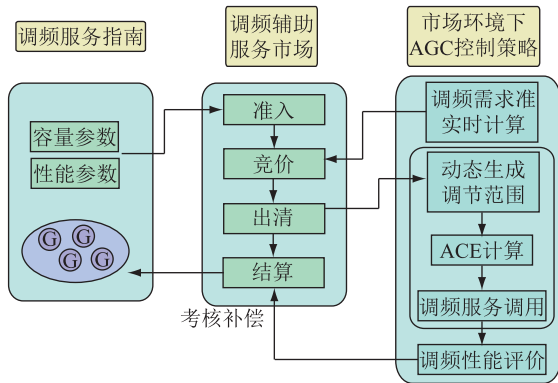 调频服务指南
容量参数
性能参数
G
G
G
G
调频辅助
服务市场
准入
竞价
出清
结算
考核补偿
市场环境下
AGC控制策略
调频需求准
实时计算
动态生成
调节范围
ACE计算
调频服务调用
调频性能评价